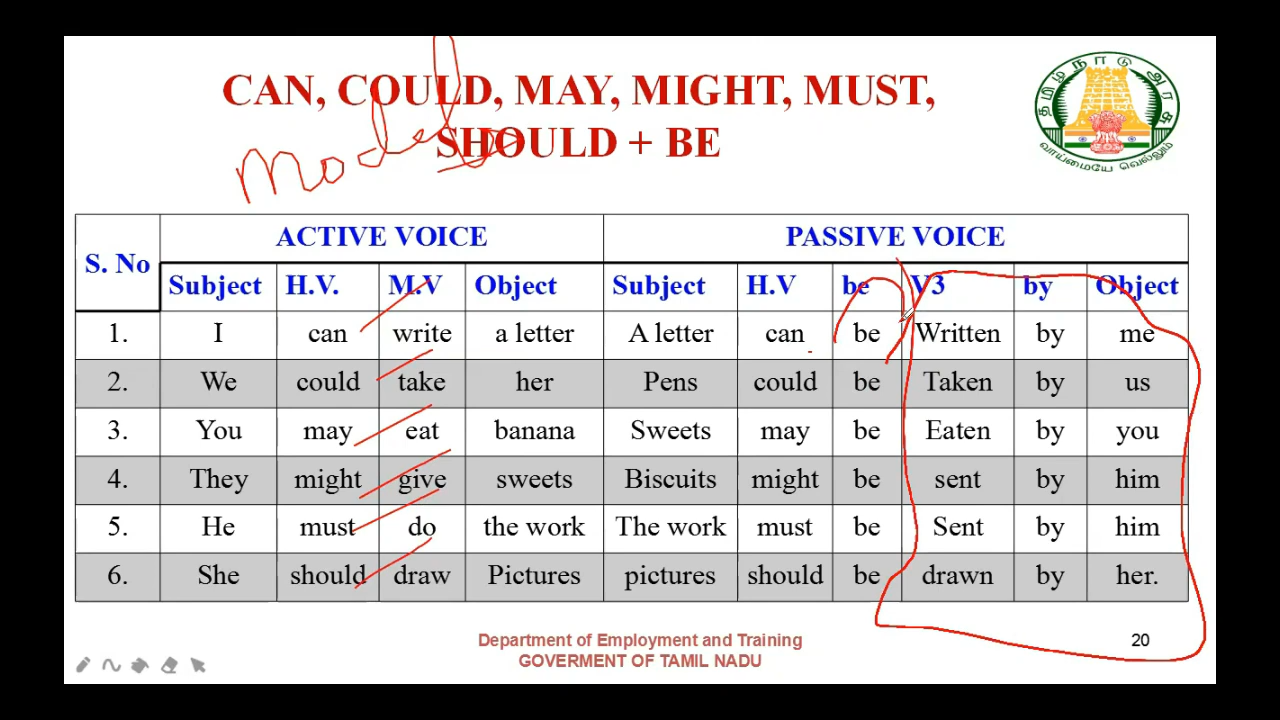 CAN, COULD, MAY, MIGHT, MUST,
SHOULD + BE
தமிழ்நாடு அரசு
வாய்மையே வெல்லும்
S. No ACTIVE VOICE PASSIVE VOICE
Subject H.V. M.V Object Subject H.V be V3 by Object
1. I can write a letter A letter can be Written by me
2. We could take her Pens could be Taken by us
3. You may eat banana Sweets may be Eaten by you
4. They might give sweets Biscuits might be sent by him
5. He must do the work The work must be Sent by him
6. She should draw Pictures pictures should be drawn by her.
Department of Employment and Training
GOVERMENT OF TAMIL NADU
20